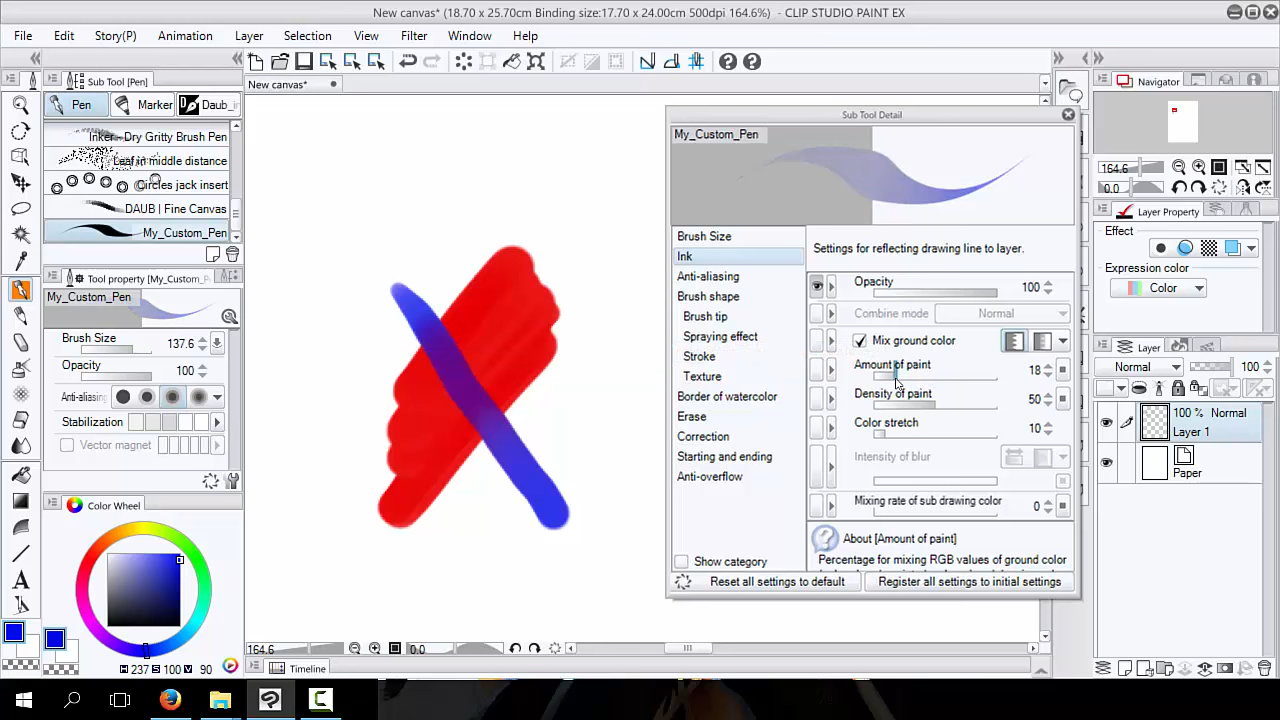 New canvas* (18.70 x 25.70cm Binding size:17.70 x 24.00cm 500dpi 164.6%) - CLIP STUDIO PAINT EX
File Edit Story(P) Animation Layer Selection View Filter Window Help
Sub Tool [Pen]
Pen Marker Daub_in
Inker - Dry Gritty Brush Pen
Leaf in middle distance
Circles jack insert
DAUB | Fine Canvas
My_Custom_Pen
Tool property [My_Custom_P
My_Custom_Pen
Brush Size 137.6
Opacity 100
Anti-aliasing
Stabilization
Vector magnet
Color Wheel
H 237 S 100 V 90
New canvas*
164.6 0.0
Timeline
Sub Tool Detail
My_Custom_Pen
Brush Size
Ink
Anti-aliasing
Brush shape
Brush tip
Spraying effect
Stroke
Texture
Border of watercolor
Erase
Correction
Starting and ending
Anti-overflow
Show category
Settings for reflecting drawing line to layer.
Opacity 100
Combine mode Normal
Mix ground color
Amount of paint 18
Density of paint 50
Color stretch 10
Intensity of blur
Mixing rate of sub drawing color 0
About [Amount of paint]
Percentage for mixing RGB values of ground color
Reset all settings to default Register all settings to initial settings
Navigator
164.6
0.0
Layer Property
Effect
Expression color
Color
Layer
Normal 100
100 % Normal
Layer 1
Paper